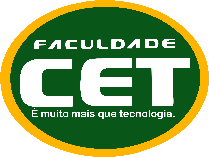 FACULDADE
CET
É muito mais que tecnologia.